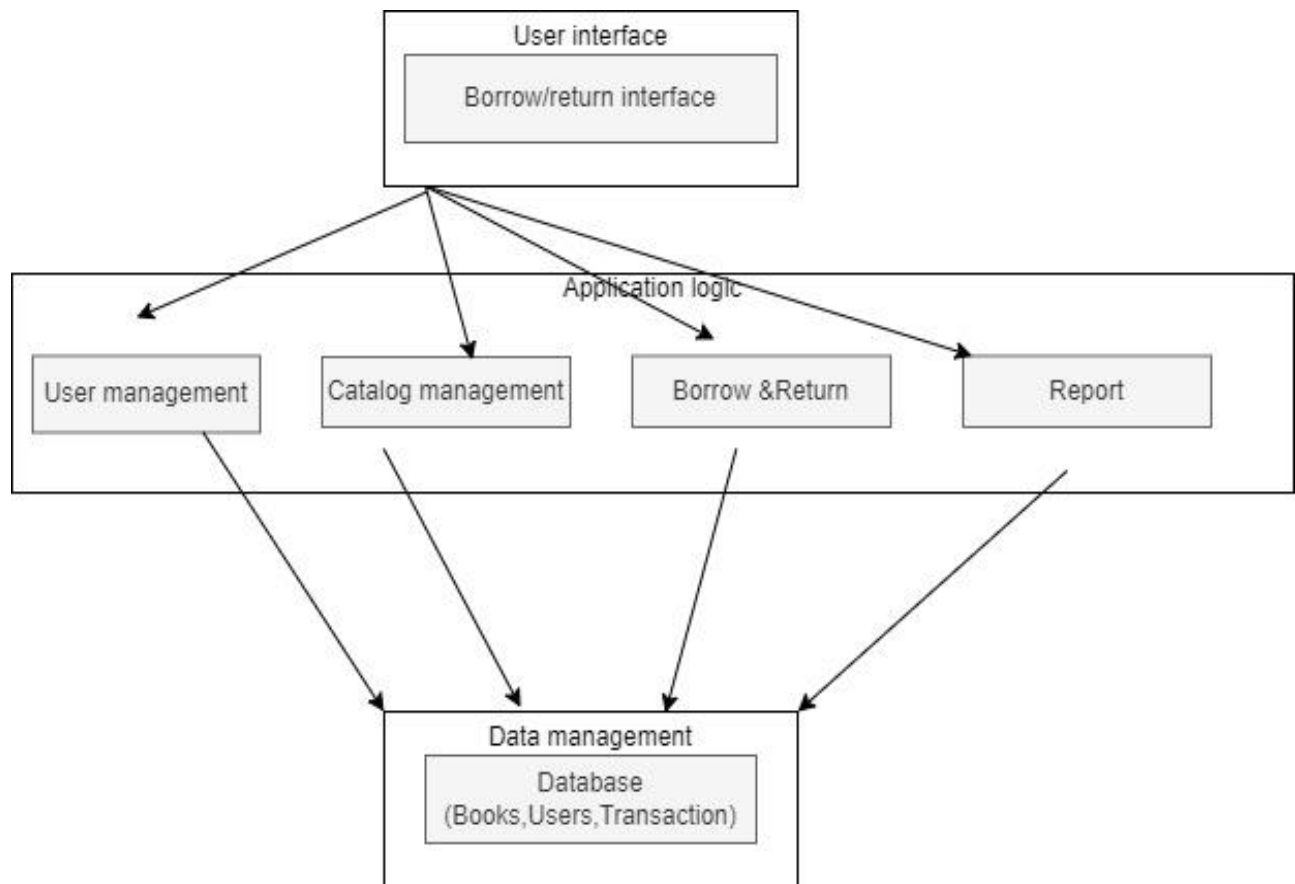 User interface
Borrow/return interface
Application logic
User management
Catalog management
Borrow &Return
Report
Data management
Database
(Books,Users,Transaction)